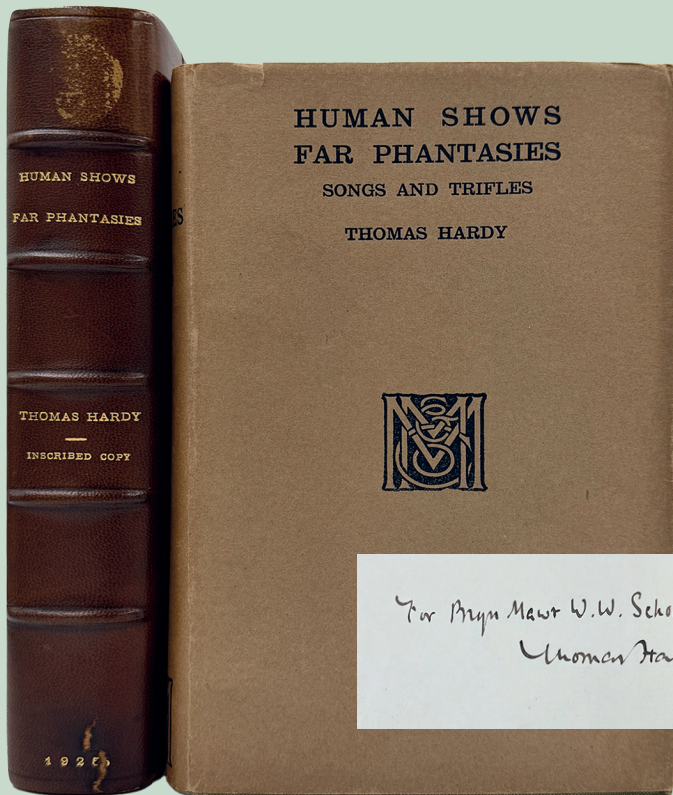 HUMAN SHOWS
FAR PHANTASIES
THOMAS HARDY
INSCRIBED COPY
HUMAN SHOWS
FAR PHANTASIES
SONGS AND TRIFLES
THOMAS HARDY
For Bryn Mawr W.W.
Thomas